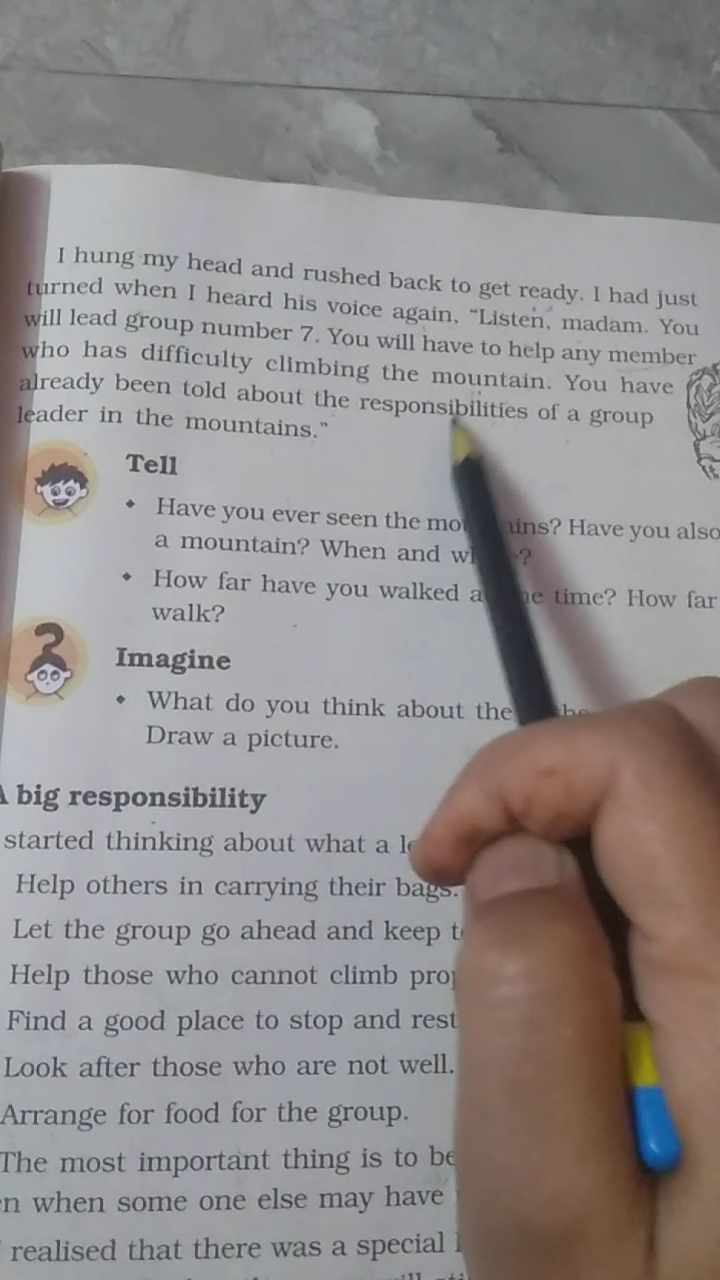 I hung my head and rushed back to get ready. I had just
turned when I heard his voice again, “Listen, madam. You
will lead group number 7. You will have to help any member
who has difficulty climbing the mountain. You have
already been told about the responsibilities of a group
leader in the mountains.”
Tell
• Have you ever seen the mountains? Have you also
a mountain? When and ?
• How far have you walked a time? How far
walk?
Imagine
• What do you think about the
Draw a picture.
A big responsibility
started thinking about what a
Help others in carrying their bags.
Let the group go ahead and keep
Help those who cannot climb
Find a good place to stop and rest
Look after those who are not well.
Arrange for food for the group.
The most important thing is to be
when some one else may have
realised that there was a special